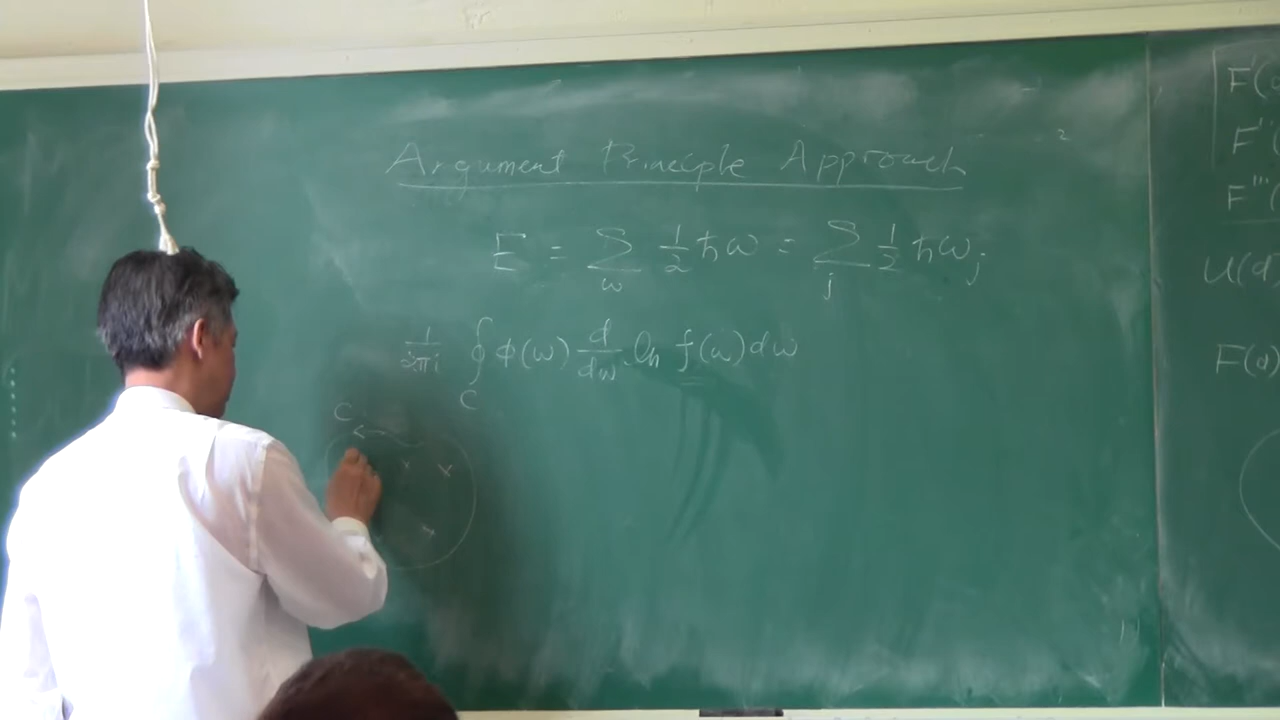 Argument Principle Approach
E = Σ_ω ½ħω = Σ_j ½ħω_j
1/2πi ∮_C φ(ω) d/dω ln f(ω) dω
C
x x
x
F'(
F''(
F'''(
U(d)
F(a)